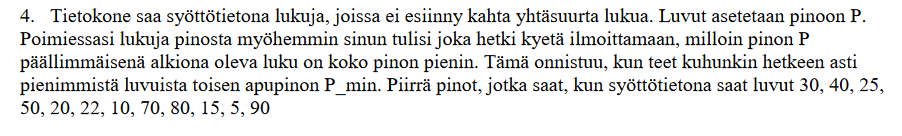 4. Tietokone saa syöttötietona lukuja, joissa ei esiinny kahta yhtäsuurta lukua. Luvut asetetaan pinoon P.
Poimiessasi lukuja pinosta myöhemmin sinun tulisi joka hetki kyetä ilmoittamaan, milloin pinon P
päällimmäisenä alkiona oleva luku on koko pinon pienin. Tämä onnistuu, kun teet kuhunkin hetkeen asti
pienimmistä luvuista toisen apupinon P_min. Piirrä pinot, jotka saat, kun syöttötietona saat luvut 30, 40, 25,
50, 20, 22, 10, 70, 80, 15, 5, 90